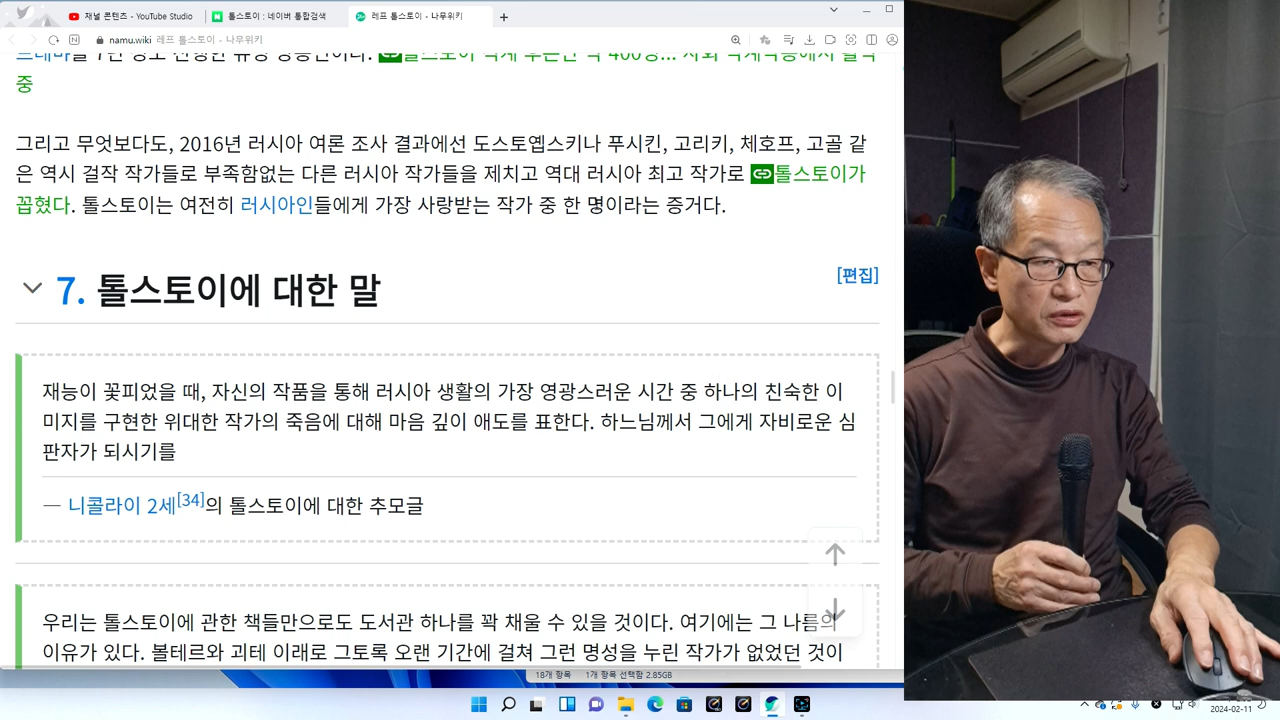 채널 콘텐츠 - YouTube Studio
톨스토이 : 네이버 통합검색
레프 톨스토이 - 나무위키
namu.wiki 레프 톨스토이 - 나무위키
중
그리고 무엇보다도, 2016년 러시아 여론 조사 결과에선 도스토옙스키나 푸시킨, 고리키, 체호프, 고골 같
은 역시 걸작 작가들로 부족함없는 다른 러시아 작가들을 제치고 역대 러시아 최고 작가로 톨스토이가
꼽혔다. 톨스토이는 여전히 러시아인들에게 가장 사랑받는 작가 중 한 명이라는 증거다.
7. 톨스토이에 대한 말
[편집]
재능이 꽃피었을 때, 자신의 작품을 통해 러시아 생활의 가장 영광스러운 시간 중 하나의 친숙한 이
미지를 구현한 위대한 작가의 죽음에 대해 마음 깊이 애도를 표한다. 하느님께서 그에게 자비로운 심
판자가 되시기를
— 니콜라이 2세[34]의 톨스토이에 대한 추모글
우리는 톨스토이에 관한 책들만으로도 도서관 하나를 꽉 채울 수 있을 것이다. 여기에는 그 나름의
이유가 있다. 볼테르와 괴테 이래로 그토록 오랜 기간에 걸쳐 그런 명성을 누린 작가가 없었던 것이
18개 항목 1개 항목 선택함 2.85GB
2024-02-11